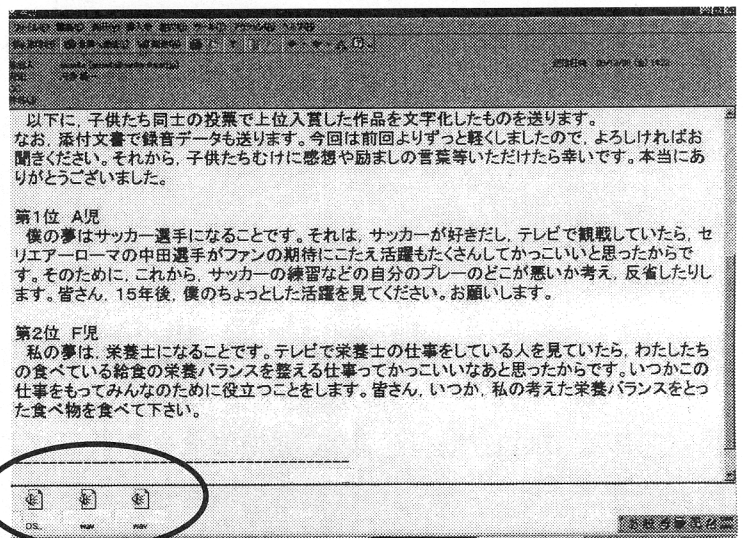 以下に，子供たち同士の投票で上位入賞した作品を文字化したものを送ります。
なお，添付文書で録音データも送ります。今回は前回よりずっと軽くしましたので，よろしければお
聞きください。それから，子供たちむけに感想や励ましの言葉等いただけたら幸いです。本当にあ
りがとうございました。
第1位 A児
僕の夢はサッカー選手になることです。それは，サッカーが好きだし，テレビで観戦していたら，セ
リエアーローマの中田選手がファンの期待にこたえ活躍もたくさんしてかっこいいと思ったからで
す。そのために，これから，サッカーの練習などの自分のプレーのどこが悪いか考え，反省したりし
ます。皆さん，15年後，僕のちょっとした活躍を見てください。お願いします。
第2位 F児
私の夢は，栄養士になることです。テレビで栄養士の仕事をしている人を見ていたら，わたしたち
の食べている給食の栄養バランスを整える仕事ってかっこいいなあと思ったからです。いつかこの
仕事をもってみんなのために役立つことをします。皆さん，いつか，私の考えた栄養バランスをとっ
た食べ物を食べて下さい。
DS... wav wav